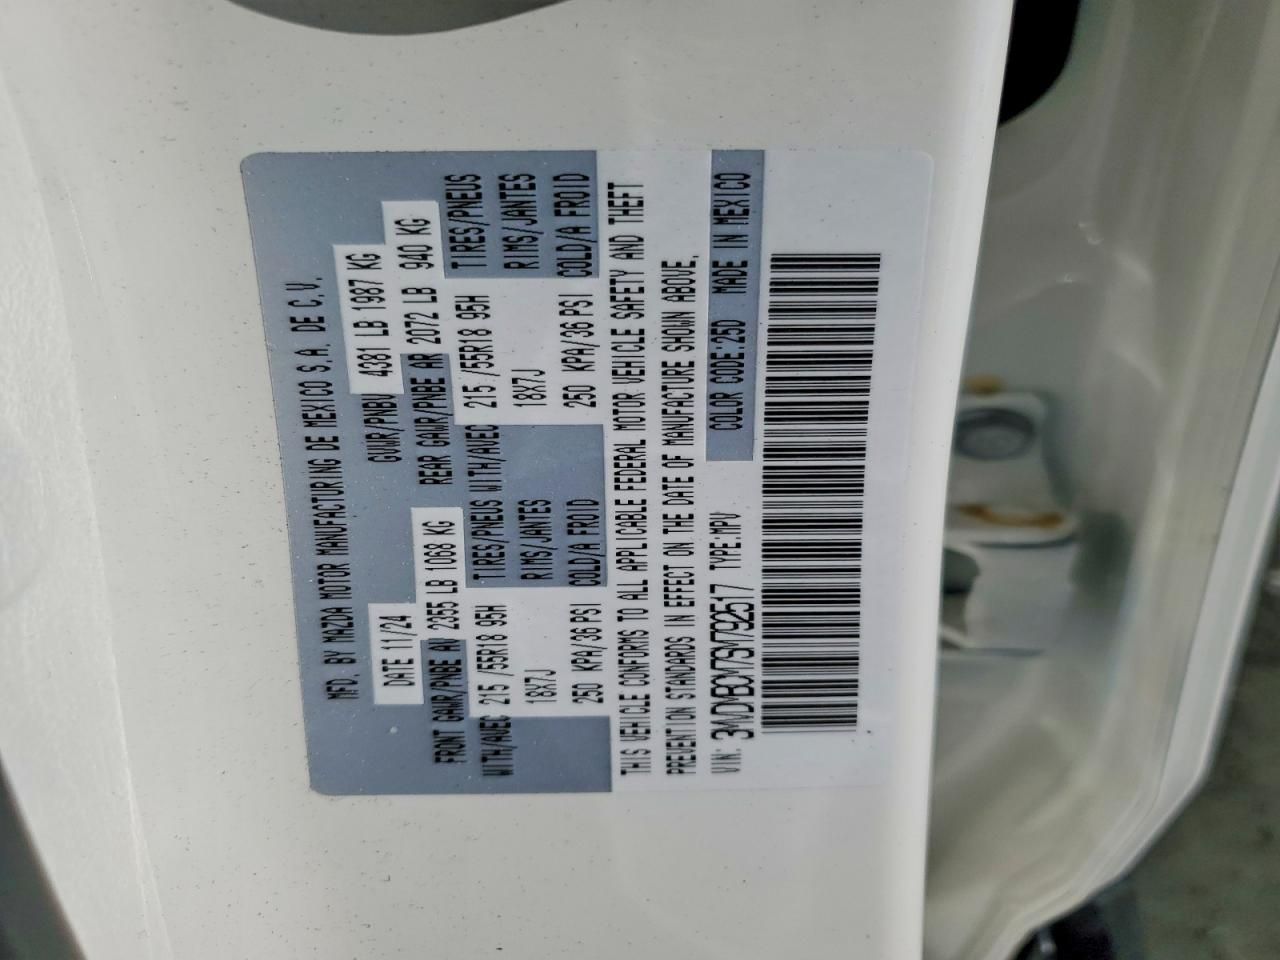 MFD. BY MAZDA MOTOR MANUFACTURING DE MEXICO S.A. DE C.V.
DATE 11/24 GVWR/PNBV 4381 LB 1987 KG
FRONT GAWR/PNBE AV 2355 LB 1068 KG REAR GAWR/PNBE AR 2072 LB 940 KG
WITH/AVEC 215 /55R18 95H TIRES/PNEUS WITH/AVEC 215 /55R18 95H TIRES/PNEUS
18X7J RIMS/JANTES 18X7J RIMS/JANTES
250 KPA/36 PSI COLD/A FROID 250 KPA/36 PSI COLD/A FROID
THIS VEHICLE CONFORMS TO ALL APPLICABLE FEDERAL MOTOR VEHICLE SAFETY AND THEFT
PREVENTION STANDARDS IN EFFECT ON THE DATE OF MANUFACTURE SHOWN ABOVE.
VIN: 3MVDMBCM7SM792517 TYPE:MPV COLOR CODE:25D MADE IN MEXICO